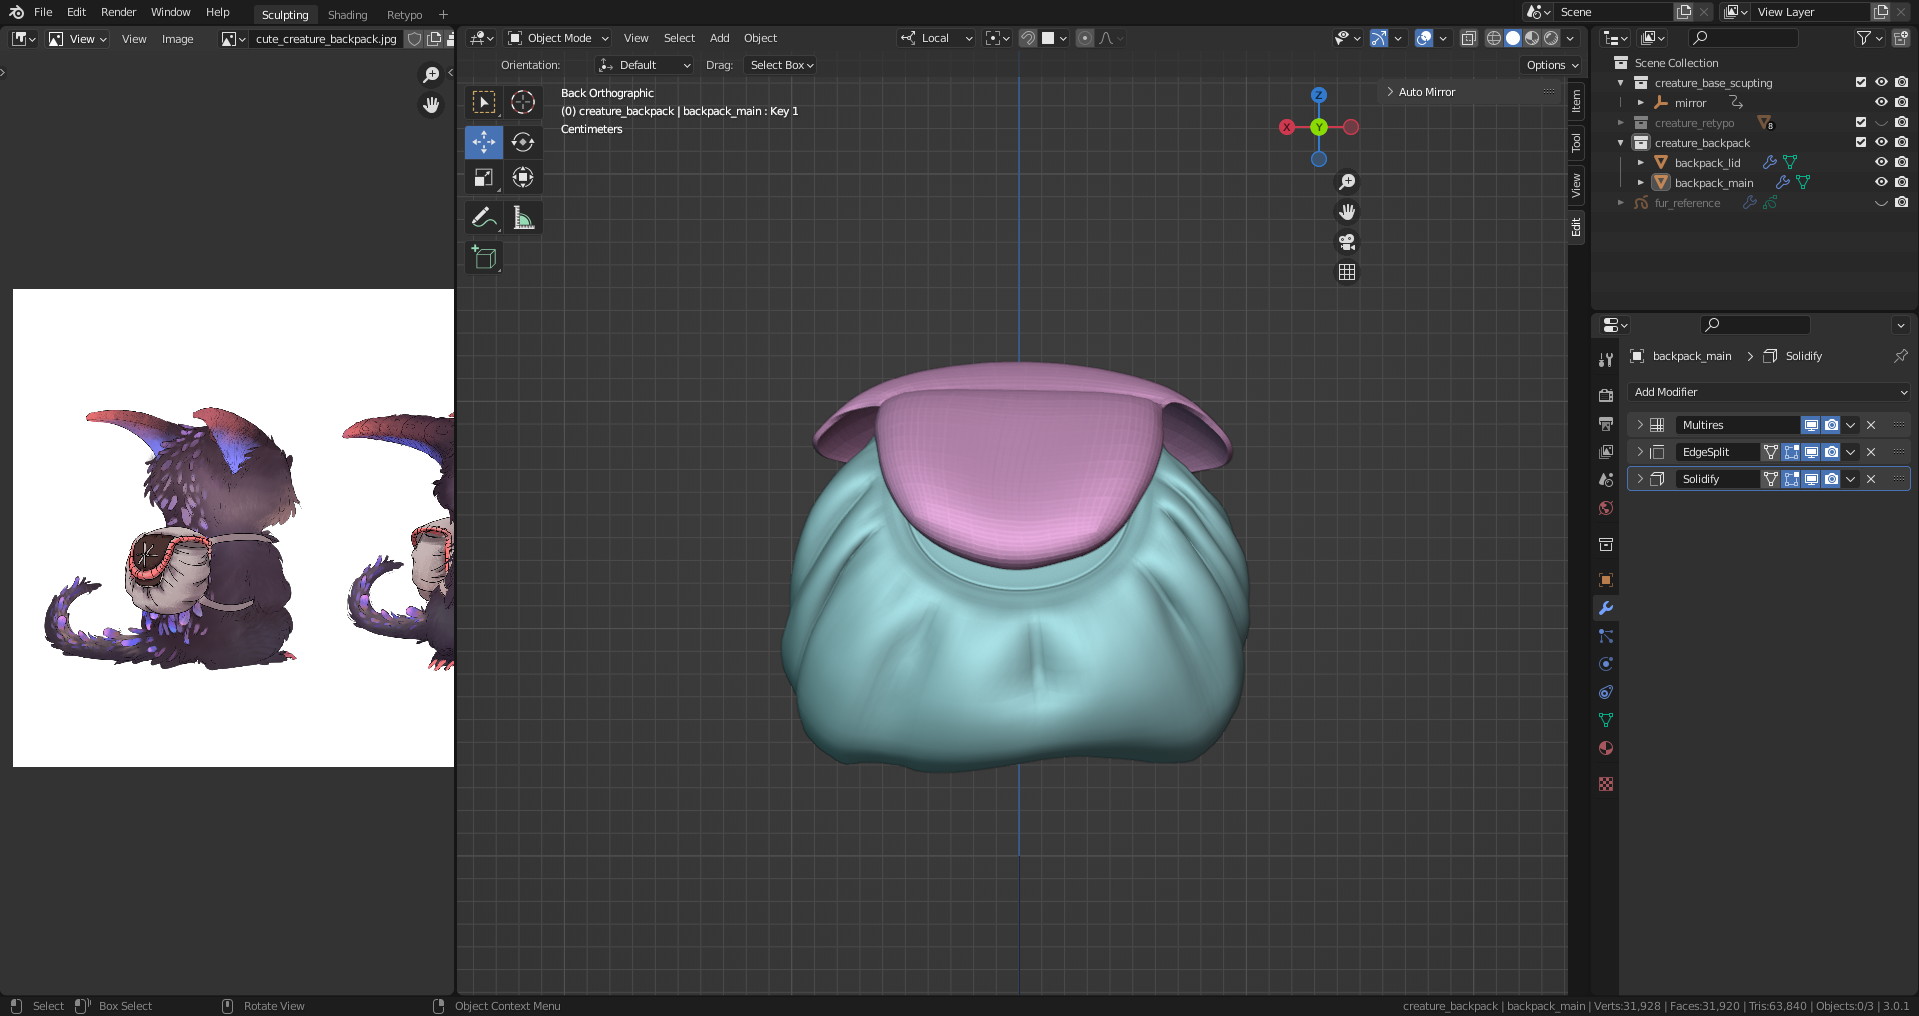 File Edit Render Window Help Sculpting Shading Retypo + Scene View Layer
View View Image cute_creature_backpack.jpg Object Mode View Select Add Object Local
Orientation: Default Drag: Select Box Options
Back Orthographic
(0) creature_backpack | backpack_main : Key 1
Centimeters
Auto Mirror
Z
X
Y
Item
Tool
View
Edit
Scene Collection
creature_base_scupting
mirror
creature_retypo 8
creature_backpack
backpack_lid
backpack_main
fur_reference
backpack_main > Solidify
Add Modifier
Multires
EdgeSplit
Solidify
Select Box Select Rotate View Object Context Menu creature_backpack | backpack_main | Verts:31,928 | Faces:31,920 | Tris:63,840 | Objects:0/3 | 3.0.1